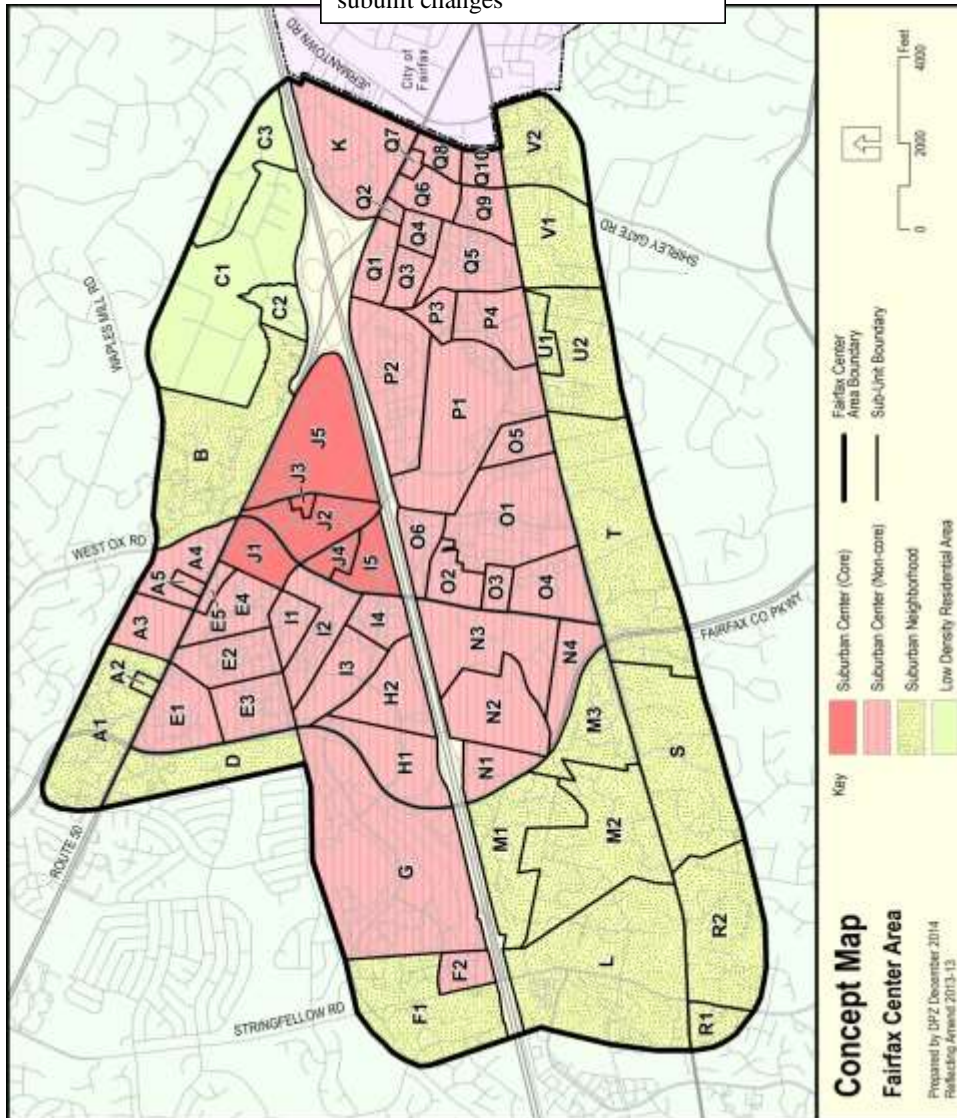 subunit changes
JERMANTOWN RD
City of
Fairfax
WAPLES MILL RD
WEST OX RD
ROUTE 50
STRINGFELLOW RD
SHIRLEY GATE RD
FAIRFAX CO PKWY
A1
A2
A3
A4
A5
B
C1
C2
C3
D
E1
E2
E3
E4
E5
F1
F2
G
H1
H2
I1
I2
I3
I4
I5
J1
J2
J3
J4
J5
K
L
M1
M2
M3
N1
N2
N3
N4
O1
O2
O3
O4
O5
O6
P1
P2
P3
P4
Q1
Q2
Q3
Q4
Q5
Q6
Q7
Q8
Q9
Q10
R1
R2
S
T
U1
U2
V1
V2
Concept Map
Fairfax Center Area
Prepared by DPZ December 2014
Reflecting Amend 2013-13
Key
Suburban Center (Core)
Suburban Center (Non-core)
Suburban Neighborhood
Low Density Residential Area
Fairfax Center
Area Boundary
Sub-Unit Boundary
Feet
0
2000
4000